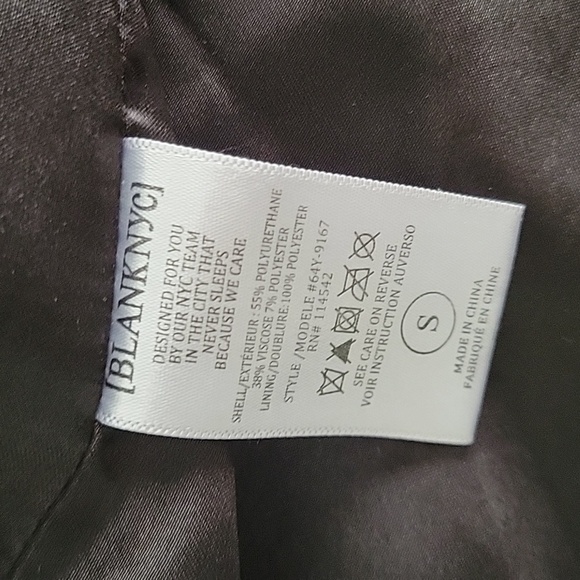 [BLANKNYC]
DESIGNED FOR YOU
BY OUR NYC TEAM
IN THE CITY THAT
NEVER SLEEPS
BECAUSE WE CARE
SHELL/EXTÉRIEUR : 55% POLYURETHANE
38% VISCOSE 7% POLYESTER
LINING/DOUBLURE:100% POLYESTER
STYLE /MODELE #64Y-9167
RN# 114542
SEE CARE ON REVERSE
VOIR INSTRUCTION AUVERSO
S
MADE IN CHINA
FABRIQUÉ EN CHINE